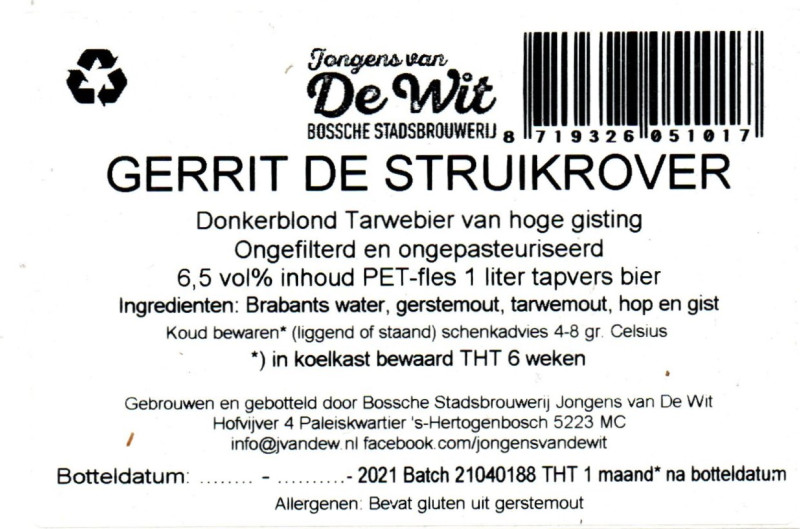 Jongens van
De Wit
BOSSCHE STADSBROUWERIJ
8 719326 051017
GERRIT DE STRUIKROVER
Donkerblond Tarwebier van hoge gisting
Ongefilterd en ongepasteuriseerd
6,5 vol% inhoud PET-fles 1 liter tapvers bier
Ingredienten: Brabants water, gerstemout, tarwemout, hop en gist
Koud bewaren* (liggend of staand) schenkadvies 4-8 gr. Celsius
*) in koelkast bewaard THT 6 weken
Gebrouwen en gebotteld door Bossche Stadsbrouwerij Jongens van De Wit
Hofvijver 4 Paleiskwartier 's-Hertogenbosch 5223 MC
info@jvandew.nl facebook.com/jongensvandewit
Botteldatum: ........ - ..........- 2021 Batch 21040188 THT 1 maand* na botteldatum
Allergenen: Bevat gluten uit gerstemout